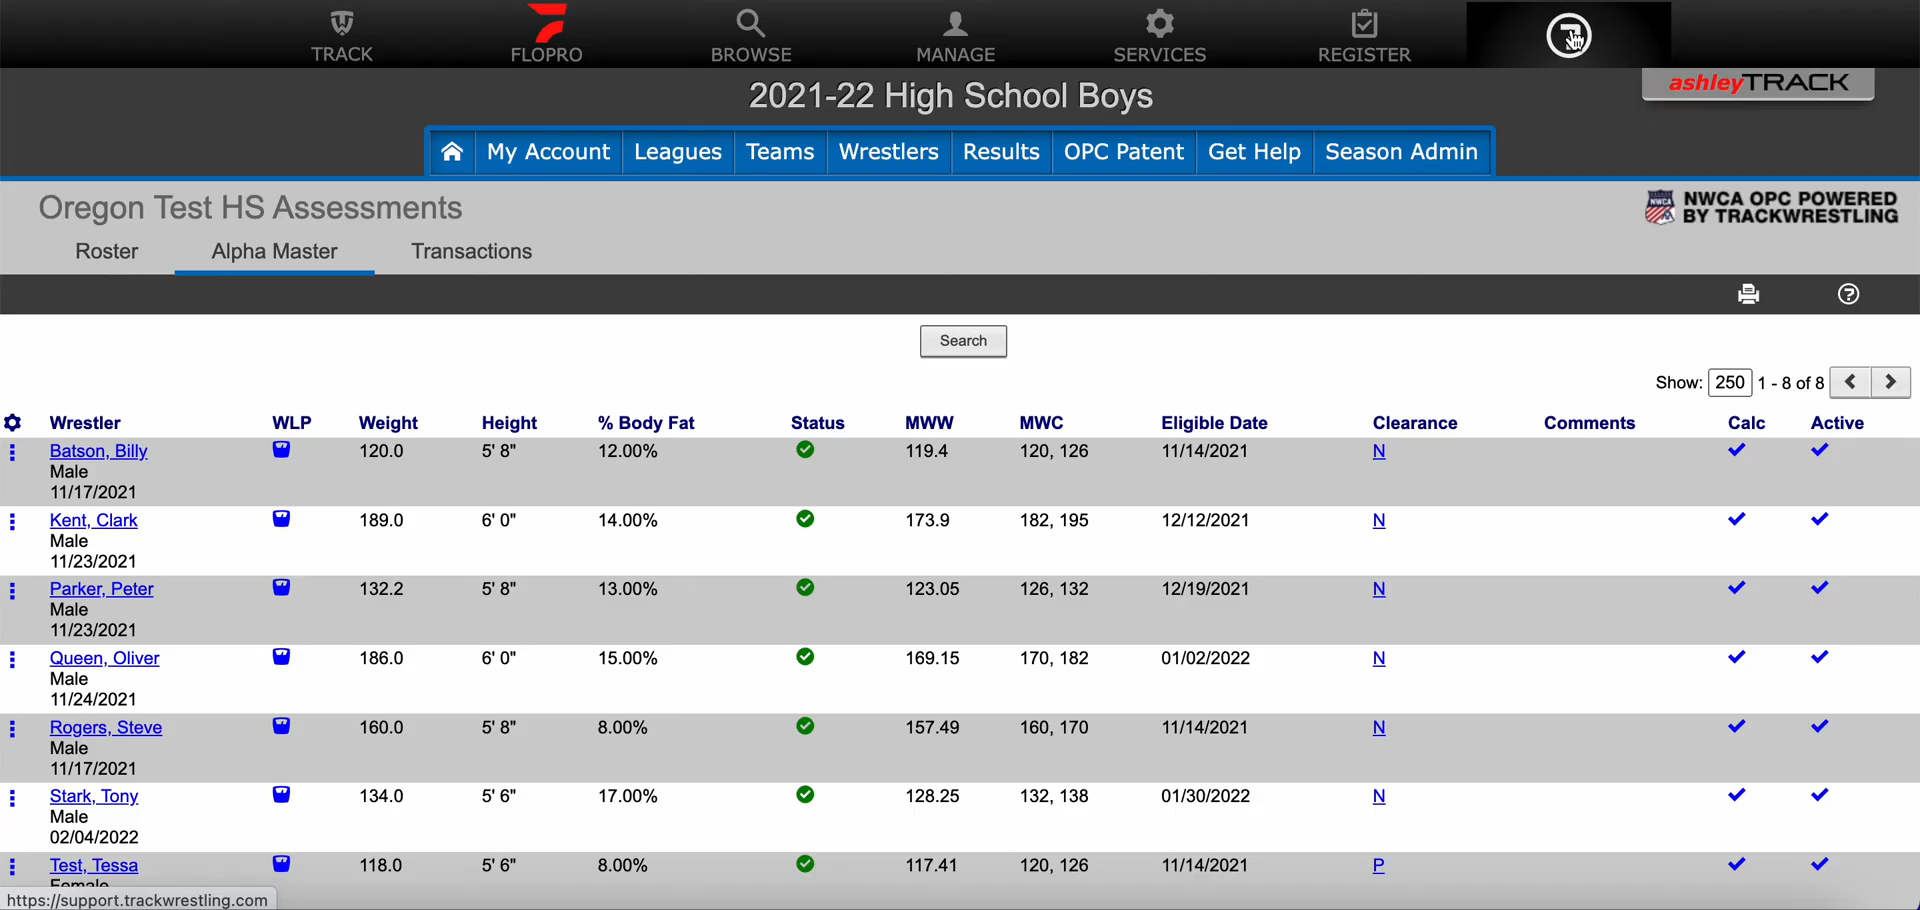 TRACK FLOPRO BROWSE MANAGE SERVICES REGISTER
ashleyTRACK
2021-22 High School Boys
My Account Leagues Teams Wrestlers Results OPC Patent Get Help Season Admin
Oregon Test HS Assessments
NWCA
NWCA OPC POWERED
BY TRACKWRESTLING
Roster Alpha Master Transactions
Search
Show: 250 1 - 8 of 8
Wrestler WLP Weight Height % Body Fat Status MWW MWC Eligible Date Clearance Comments Calc Active
Batson, Billy 120.0 5' 8" 12.00% 119.4 120, 126 11/14/2021 N
Male
11/17/2021
Kent, Clark 189.0 6' 0" 14.00% 173.9 182, 195 12/12/2021 N
Male
11/23/2021
Parker, Peter 132.2 5' 8" 13.00% 123.05 126, 132 12/19/2021 N
Male
11/23/2021
Queen, Oliver 186.0 6' 0" 15.00% 169.15 170, 182 01/02/2022 N
Male
11/24/2021
Rogers, Steve 160.0 5' 8" 8.00% 157.49 160, 170 11/14/2021 N
Male
11/17/2021
Stark, Tony 134.0 5' 6" 17.00% 128.25 132, 138 01/30/2022 N
Male
02/04/2022
Test, Tessa 118.0 5' 6" 8.00% 117.41 120, 126 11/14/2021 P
Female
https://support.trackwrestling.com